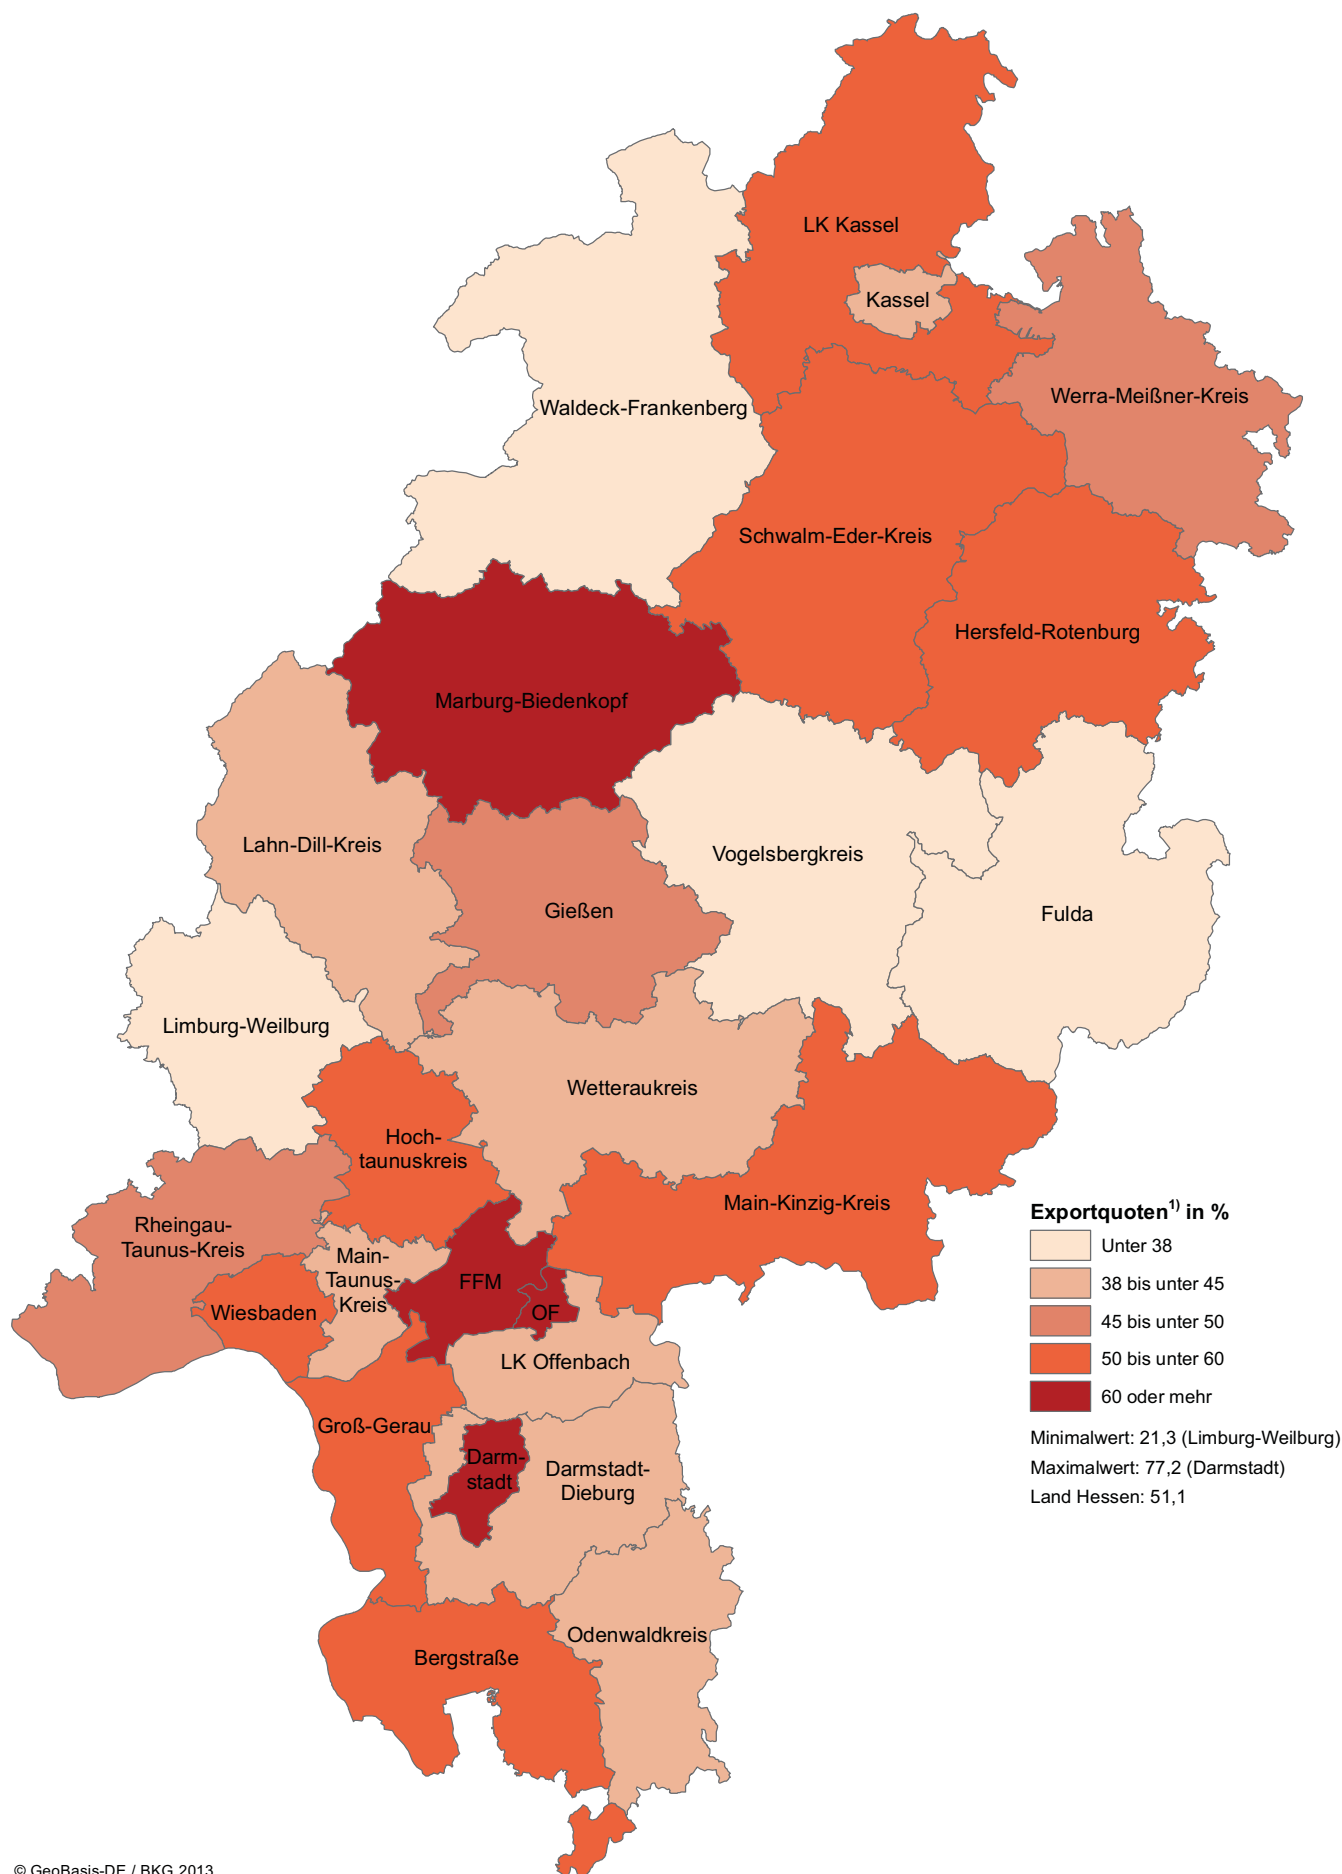 LK Kassel
Kassel
Werra-Meißner-Kreis
Waldeck-Frankenberg
Schwalm-Eder-Kreis
Hersfeld-Rotenburg
Marburg-Biedenkopf
Lahn-Dill-Kreis
Vogelsbergkreis
Gießen
Fulda
Limburg-Weilburg
Wetteraukreis
Hoch-
taunuskreis
Main-Kinzig-Kreis
Rheingau-
Taunus-Kreis
Main-
Taunus-
Kreis
FFM
OF
Wiesbaden
LK Offenbach
Groß-Gerau
Darm-
stadt
Darmstadt-
Dieburg
Odenwaldkreis
Bergstraße
Exportquoten¹⁾ in %
Unter 38
38 bis unter 45
45 bis unter 50
50 bis unter 60
60 oder mehr
Minimalwert: 21,3 (Limburg-Weilburg)
Maximalwert: 77,2 (Darmstadt)
Land Hessen: 51,1
© GeoBasis-DE / BKG 2013